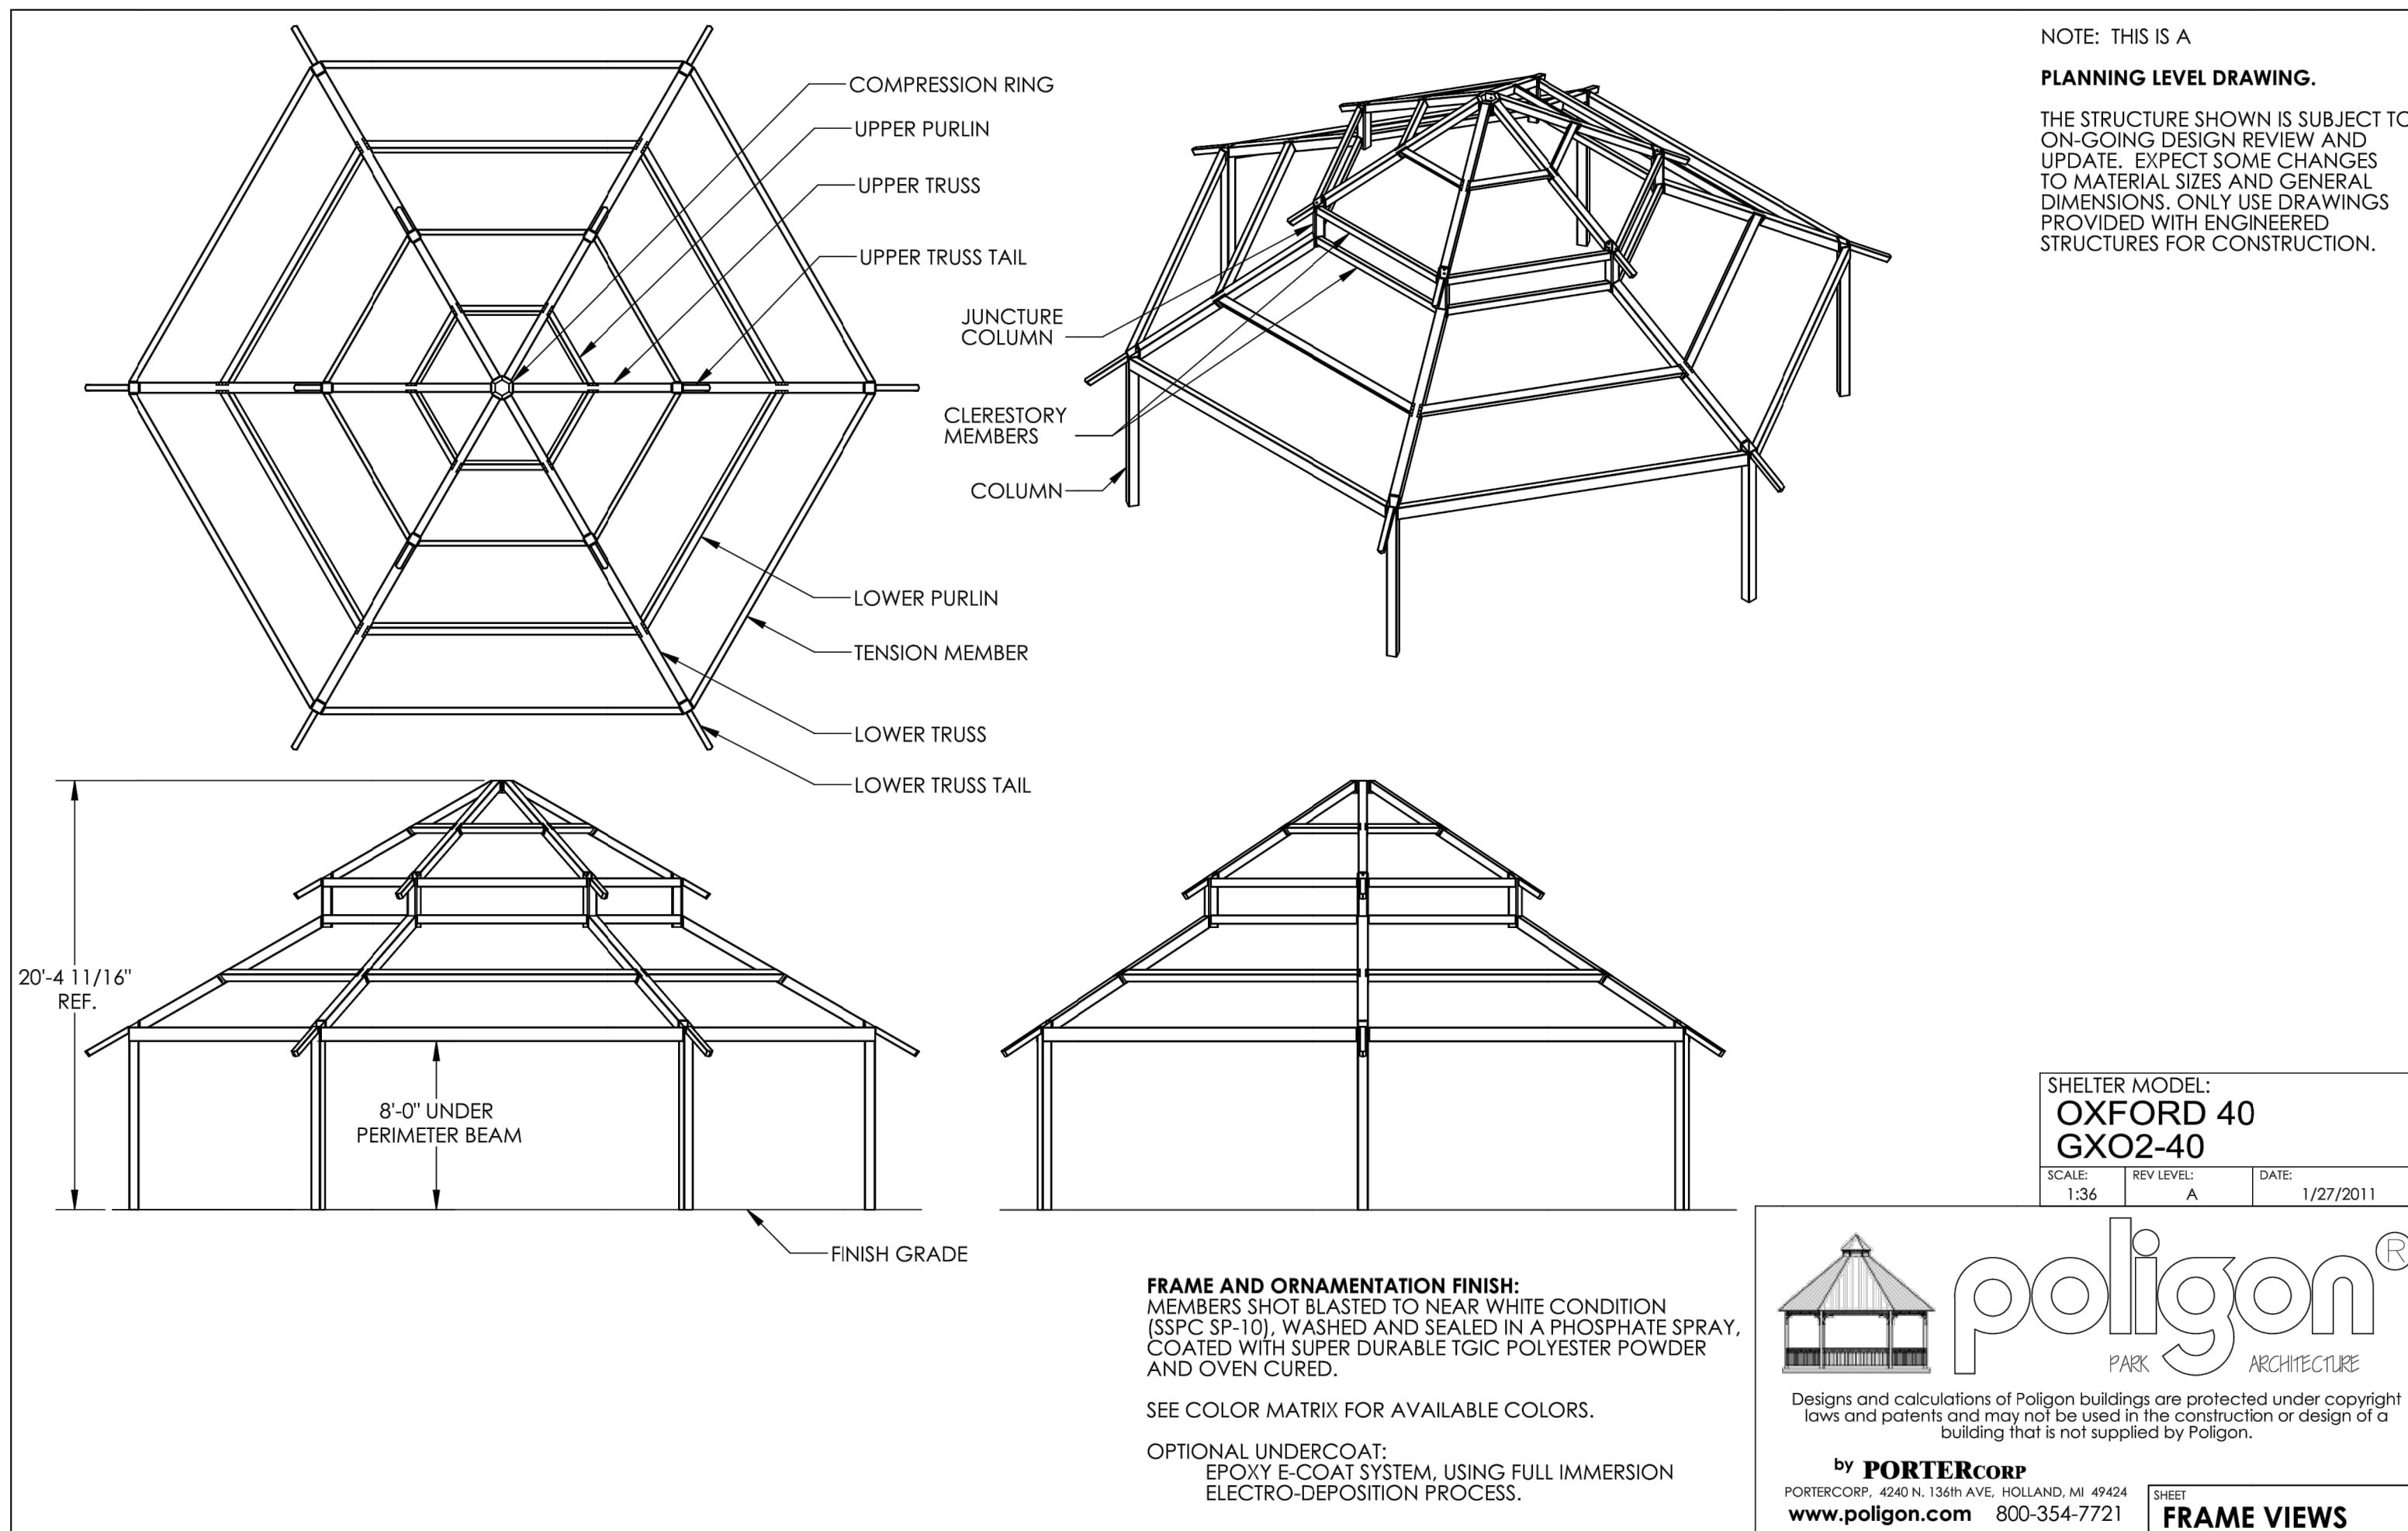 COMPRESSION RING
UPPER PURLIN
UPPER TRUSS
UPPER TRUSS TAIL
LOWER PURLIN
TENSION MEMBER
LOWER TRUSS
LOWER TRUSS TAIL
JUNCTURE
COLUMN
CLERESTORY
MEMBERS
COLUMN
NOTE: THIS IS A
PLANNING LEVEL DRAWING.
THE STRUCTURE SHOWN IS SUBJECT TO
ON-GOING DESIGN REVIEW AND
UPDATE. EXPECT SOME CHANGES
TO MATERIAL SIZES AND GENERAL
DIMENSIONS. ONLY USE DRAWINGS
PROVIDED WITH ENGINEERED
STRUCTURES FOR CONSTRUCTION.
20'-4 11/16"
REF.
8'-0" UNDER
PERIMETER BEAM
FINISH GRADE
FRAME AND ORNAMENTATION FINISH:
MEMBERS SHOT BLASTED TO NEAR WHITE CONDITION
(SSPC SP-10), WASHED AND SEALED IN A PHOSPHATE SPRAY,
COATED WITH SUPER DURABLE TGIC POLYESTER POWDER
AND OVEN CURED.
SEE COLOR MATRIX FOR AVAILABLE COLORS.
OPTIONAL UNDERCOAT:
EPOXY E-COAT SYSTEM, USING FULL IMMERSION
ELECTRO-DEPOSITION PROCESS.
SHELTER MODEL:
OXFORD 40
GXO2-40
SCALE: REV LEVEL: DATE:
1:36 A 1/27/2011
poligon®
PARK ARCHITECTURE
Designs and calculations of Poligon buildings are protected under copyright
laws and patents and may not be used in the construction or design of a
building that is not supplied by Poligon.
by PORTERCORP
PORTERCORP, 4240 N. 136th AVE, HOLLAND, MI 49424
www.poligon.com 800-354-7721
SHEET
FRAME VIEWS